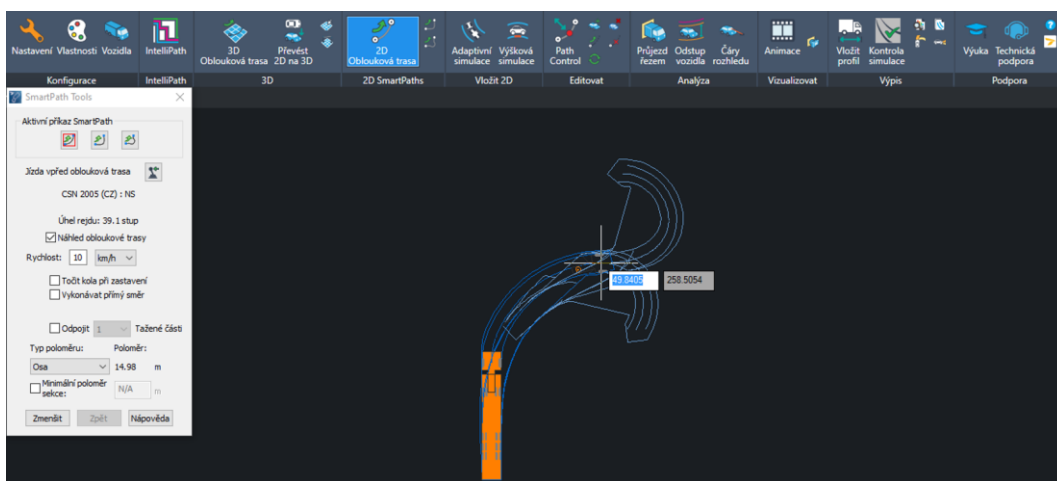 Nastavení Vlastnosti Vozidla
IntelliPath
3D
Oblouková trasa
Převést
2D na 3D
2D
Oblouková trasa
Adaptivní
simulace
Výšková
simulace
Path
Control
Průjezd
řezem
Odstup
vozidla
Čáry
rozhledu
Animace
Vložit
profil
Kontrola
simulace
Výuka
Technická
podpora
Konfigurace
IntelliPath
3D
2D SmartPaths
Vložit 2D
Editovat
Analýza
Vizualizovat
Výpis
Podpora
SmartPath Tools
Aktivní příkaz SmartPath
Jízda vpřed oblouková trasa
CSN 2005 (CZ) : NS
Úhel rejdu: 39.1 stup
Náhled obloukové trasy
Rychlost: 10 km/h
Točit kola při zastavení
Vykonávat přímý směr
Odpojit 1 Tažené části
Typ poloměru: Poloměr:
Osa 14.98 m
Minimální poloměr
sekce: N/A m
Zmenšit Zpět Nápověda
49.8405 258.5054